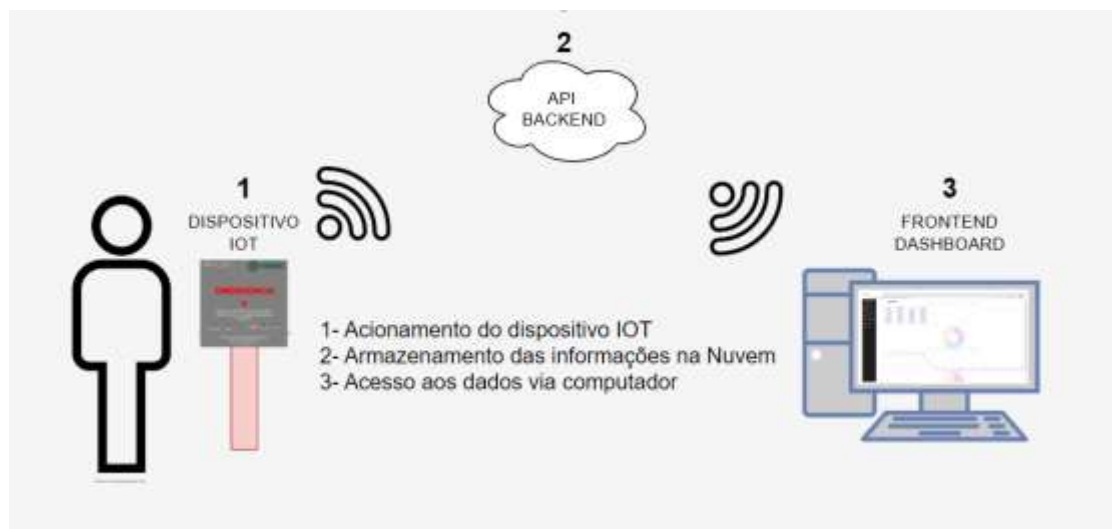 2
API
BACKEND
1
DISPOSITIVO
IOT
3
FRONTEND
DASHBOARD
EMERGENCIA
1- Acionamento do dispositivo IOT
2- Armazenamento das informações na Nuvem
3- Acesso aos dados via computador